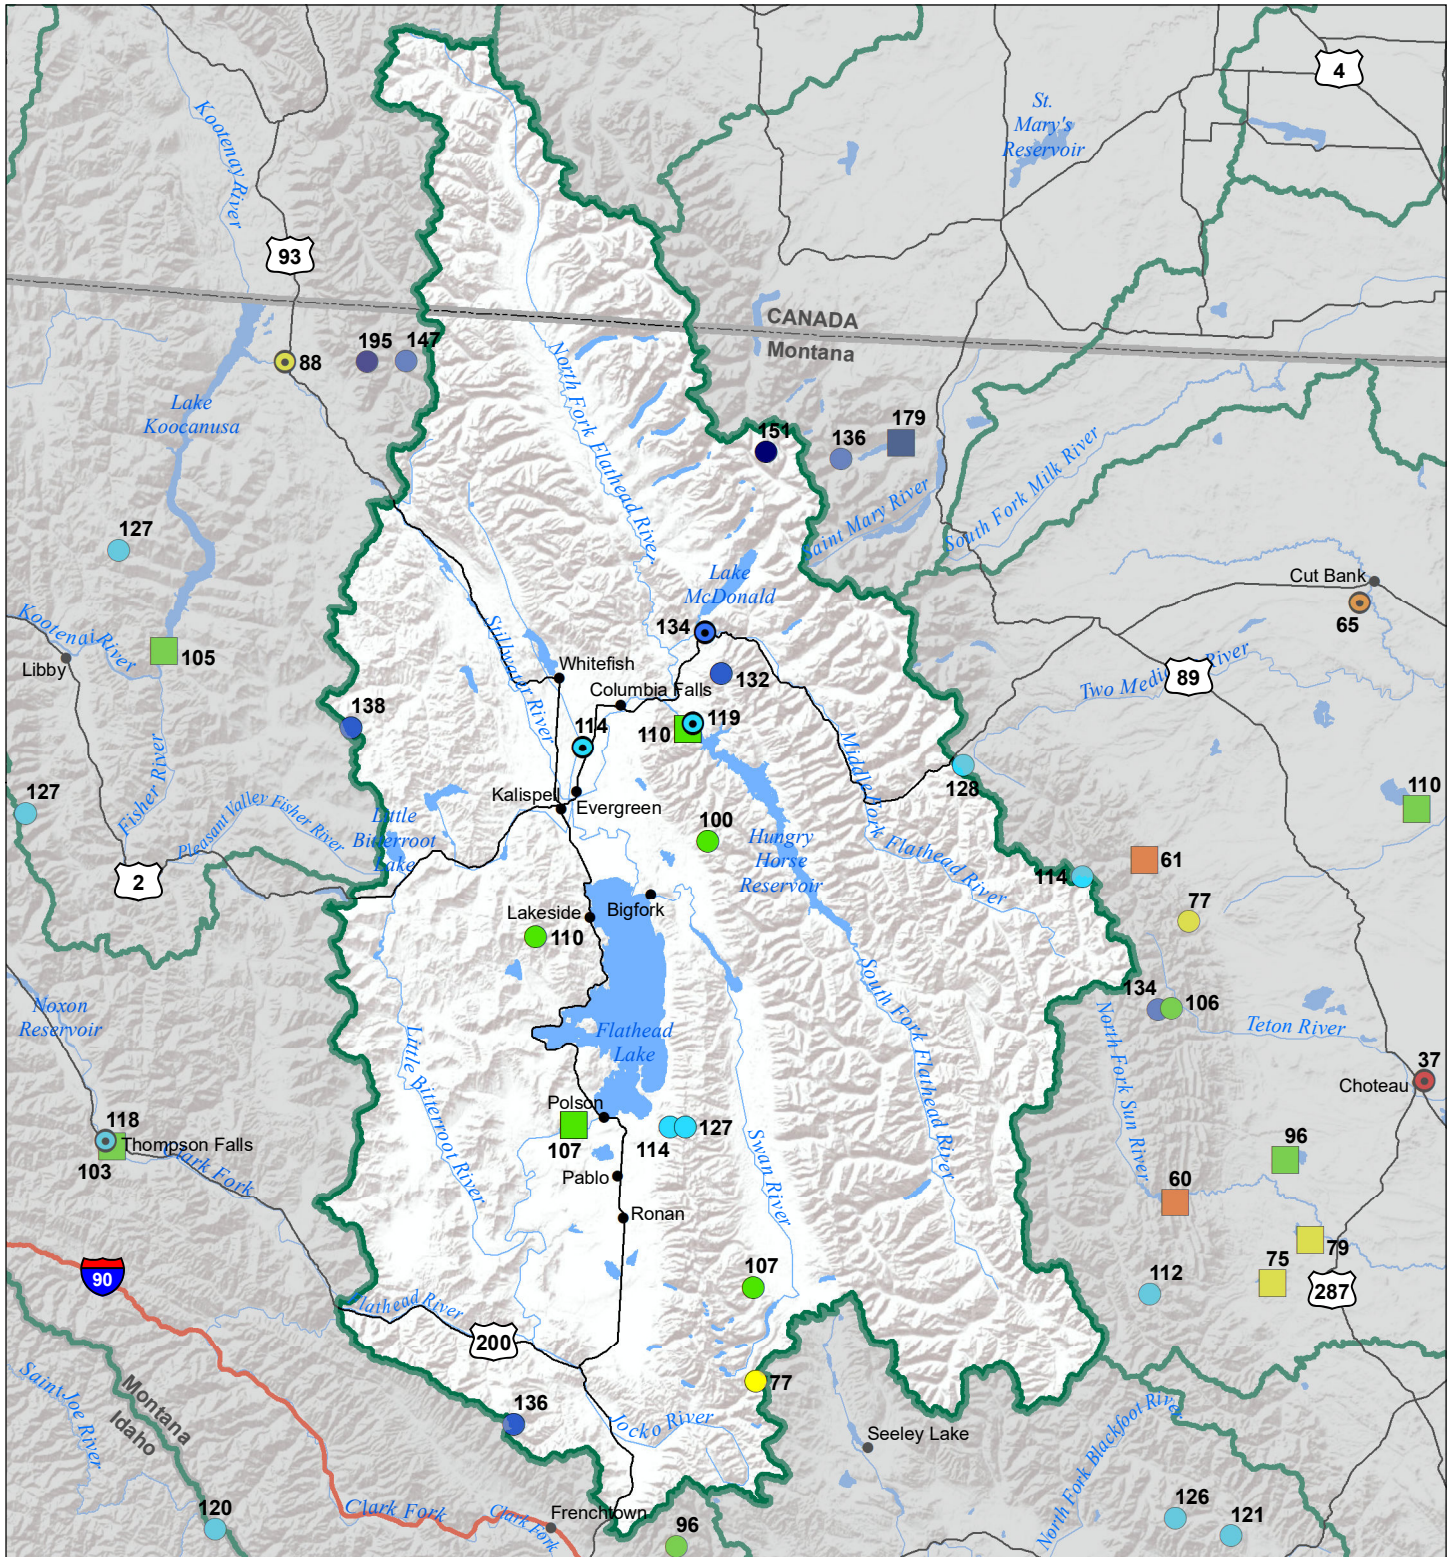 4
St.
Mary's
Reservoir
Kootenay River
93
CANADA
Montana
88
195
147
North Fork Flathead River
Lake
Koocanusa
151
136
179
South Fork Milk River
Saint Mary River
127
Lake
McDonald
Cut Bank
65
Kootenai River
Libby
105
134
Stillwater River
Whitefish
132
Columbia Falls
Two Medi
River
89
138
114
110
119
Middle Fork Flathead River
128
127
Fisher River
Pleasant Valley Fisher River
Little
Bitterroot
Lake
Kalispell
Evergreen
110
100
Hungry
Horse
Reservoir
2
61
114
77
Lakeside
Bigfork
110
134
106
Noxon
Reservoir
Flathead
Lake
South Fork Flathead River
North Fork Sun River
Teton River
Little Bitterroot River
37
Choteau
118
Thompson Falls
103
Clark Fork
Polson
107
114
127
Swan River
96
Pablo
60
Ronan
79
90
107
112
75
287
Flathead River
200
77
136
Jocko River
Saint Joe River
Montana
Idaho
Seeley Lake
North Fork Blackfoot River
120
Clark Fork
Clark Fork
Frenchtown
96
126
121